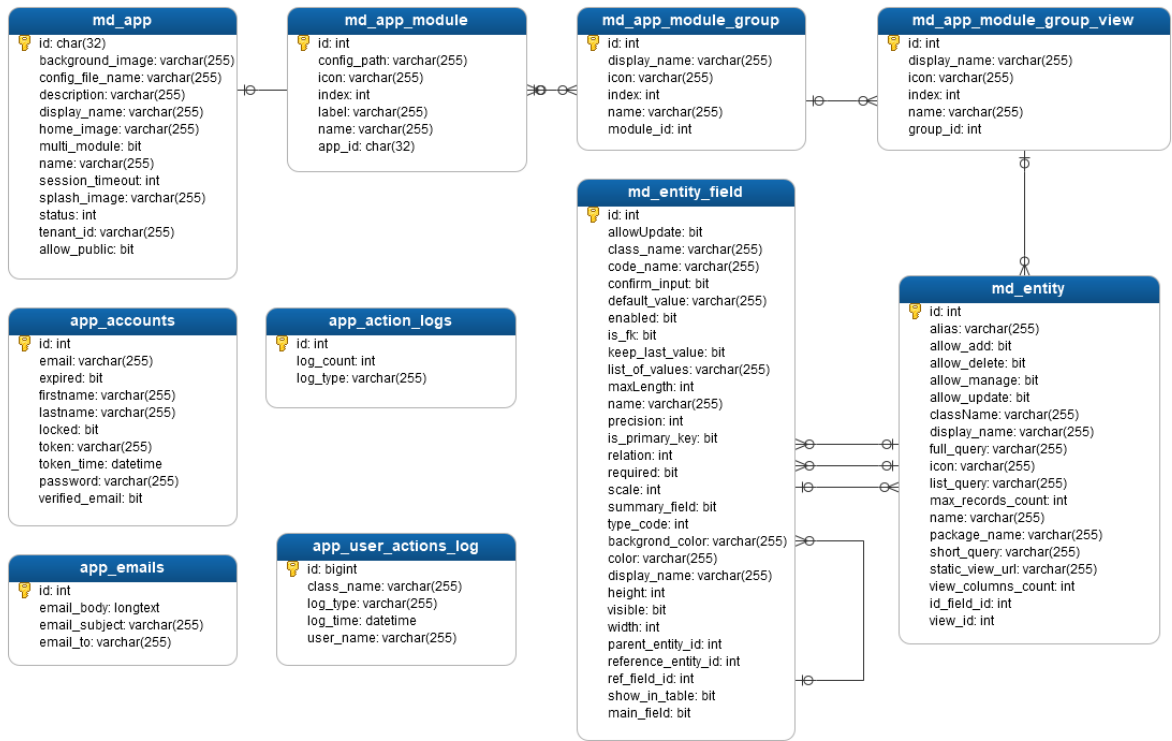 md_app
id: char(32)
background_image: varchar(255)
config_file_name: varchar(255)
description: varchar(255)
display_name: varchar(255)
home_image: varchar(255)
multi_module: bit
name: varchar(255)
session_timeout: int
splash_image: varchar(255)
status: int
tenant_id: varchar(255)
allow_public: bit
md_app_module
id: int
config_path: varchar(255)
icon: varchar(255)
index: int
label: varchar(255)
name: varchar(255)
app_id: char(32)
md_app_module_group
id: int
display_name: varchar(255)
icon: varchar(255)
index: int
name: varchar(255)
module_id: int
md_app_module_group_view
id: int
display_name: varchar(255)
icon: varchar(255)
index: int
name: varchar(255)
group_id: int
md_entity_field
id: int
allowUpdate: bit
class_name: varchar(255)
code_name: varchar(255)
confirm_input: bit
default_value: varchar(255)
enabled: bit
is_fk: bit
keep_last_value: bit
list_of_values: varchar(255)
maxLength: int
name: varchar(255)
precision: int
is_primary_key: bit
relation: int
required: bit
scale: int
summary_field: bit
type_code: int
backgrond_color: varchar(255)
color: varchar(255)
display_name: varchar(255)
height: int
visible: bit
width: int
parent_entity_id: int
reference_entity_id: int
ref_field_id: int
show_in_table: bit
main_field: bit
md_entity
id: int
alias: varchar(255)
allow_add: bit
allow_delete: bit
allow_manage: bit
allow_update: bit
className: varchar(255)
display_name: varchar(255)
full_query: varchar(255)
icon: varchar(255)
list_query: varchar(255)
max_records_count: int
name: varchar(255)
package_name: varchar(255)
short_query: varchar(255)
static_view_url: varchar(255)
view_columns_count: int
id_field_id: int
view_id: int
app_accounts
id: int
email: varchar(255)
expired: bit
firstname: varchar(255)
lastname: varchar(255)
locked: bit
token: varchar(255)
token_time: datetime
password: varchar(255)
verified_email: bit
app_action_logs
id: int
log_count: int
log_type: varchar(255)
app_emails
id: int
email_body: longtext
email_subject: varchar(255)
email_to: varchar(255)
app_user_actions_log
id: bigint
class_name: varchar(255)
log_type: varchar(255)
log_time: datetime
user_name: varchar(255)